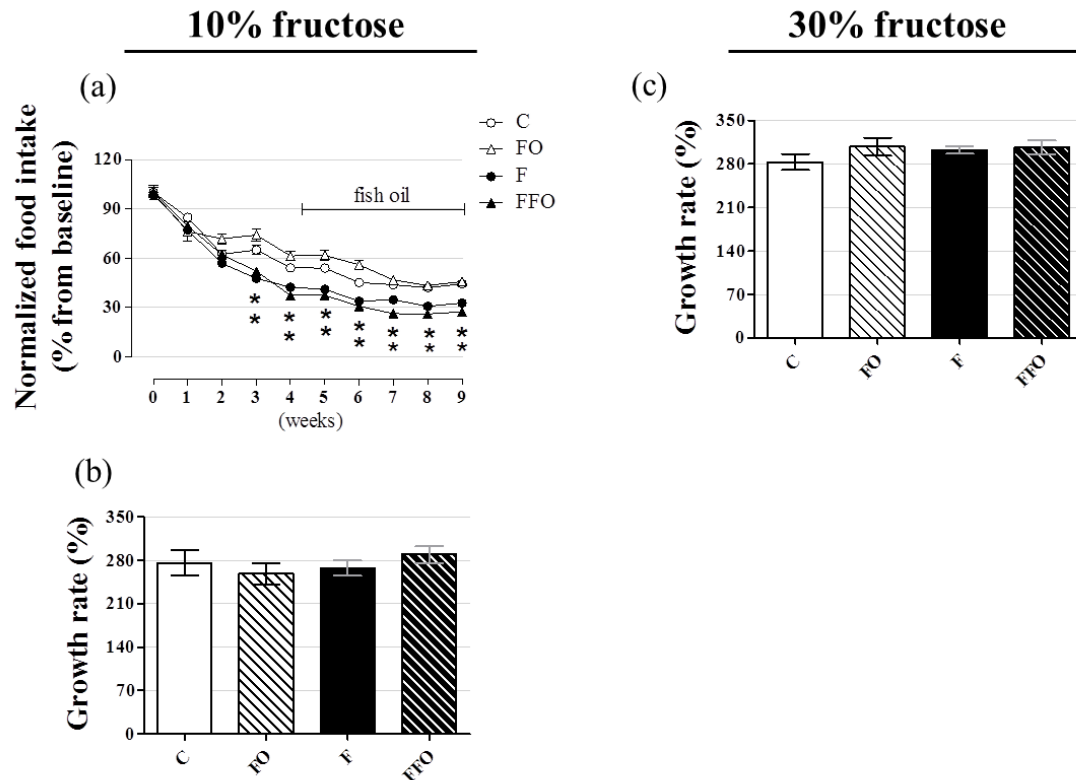 10% fructose
30% fructose
(a)
Normalized food intake
(% from baseline)
120
90
60
30
0
C
FO
F
FFO
fish oil
* * * * * * *
* * * * * * *
0 1 2 3 4 5 6 7 8 9
(weeks)
(c)
Growth rate (%)
350
280
210
140
70
0
C FO F FFO
(b)
Growth rate (%)
350
280
210
140
70
0
C FO F FFO